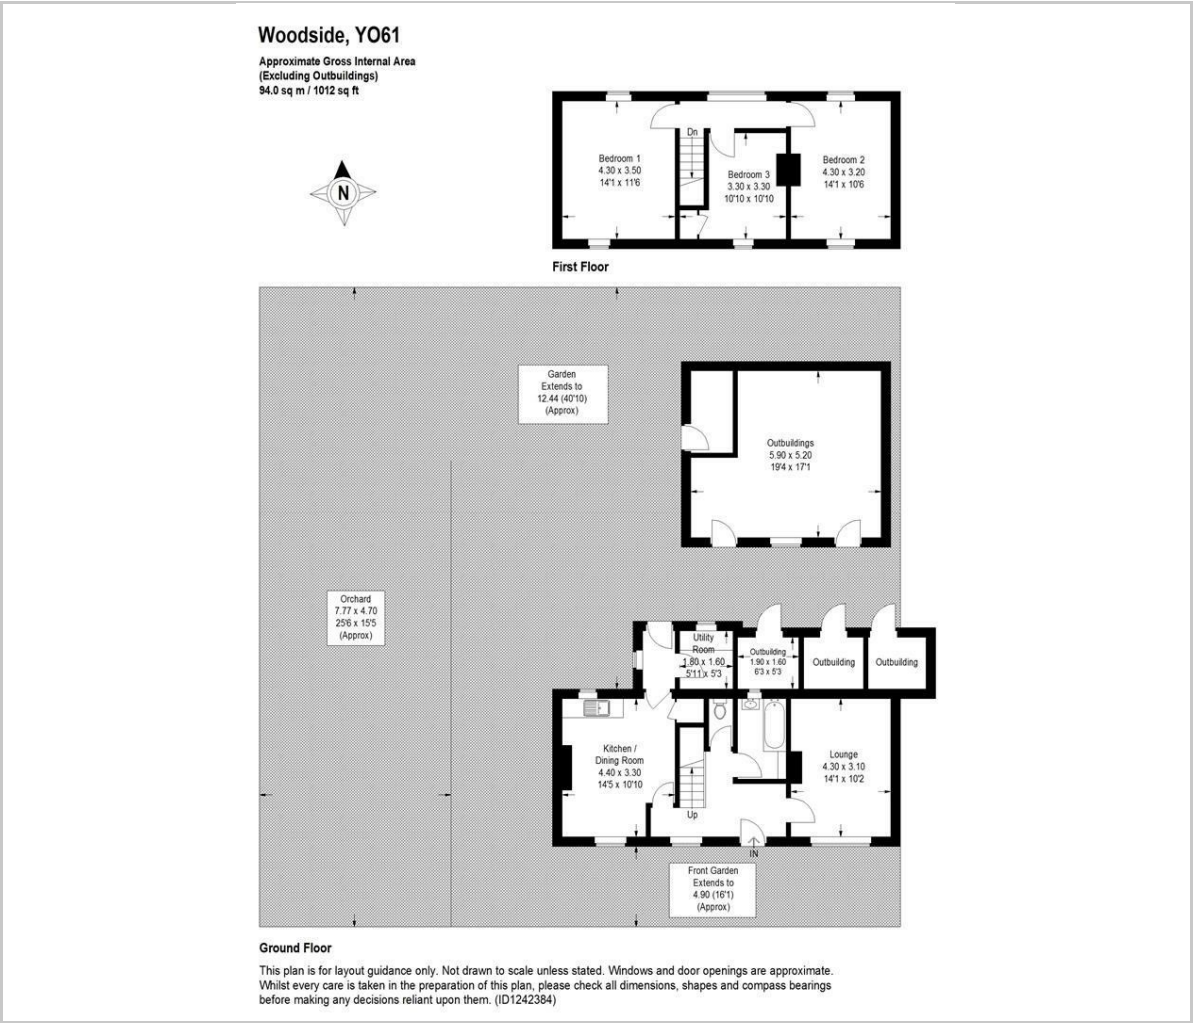 Woodside, YO61
Approximate Gross Internal Area
(Excluding Outbuildings)
94.0 sq m / 1012 sq ft
N
Dn
Bedroom 1
4.30 x 3.50
14'1 x 11'6
Bedroom 3
3.30 x 3.30
10'10 x 10'10
Bedroom 2
4.30 x 3.20
14'1 x 10'6
First Floor
Garden
Extends to
12.44 (40'10)
(Approx)
Outbuildings
5.90 x 5.20
19'4 x 17'1
Orchard
7.77 x 4.70
25'6 x 15'5
(Approx)
Utility
Room
1.80 x 1.60
5'11 x 5'3
Outbuilding
1.90 x 1.60
6'3 x 5'3
Outbuilding
Outbuilding
Kitchen /
Dining Room
4.40 x 3.30
14'5 x 10'10
Up
Lounge
4.30 x 3.10
14'1 x 10'2
IN
Front Garden
Extends to
4.90 (16'1)
(Approx)
Ground Floor
This plan is for layout guidance only. Not drawn to scale unless stated. Windows and door openings are approximate.
Whilst every care is taken in the preparation of this plan, please check all dimensions, shapes and compass bearings
before making any decisions reliant upon them. (ID1242384)